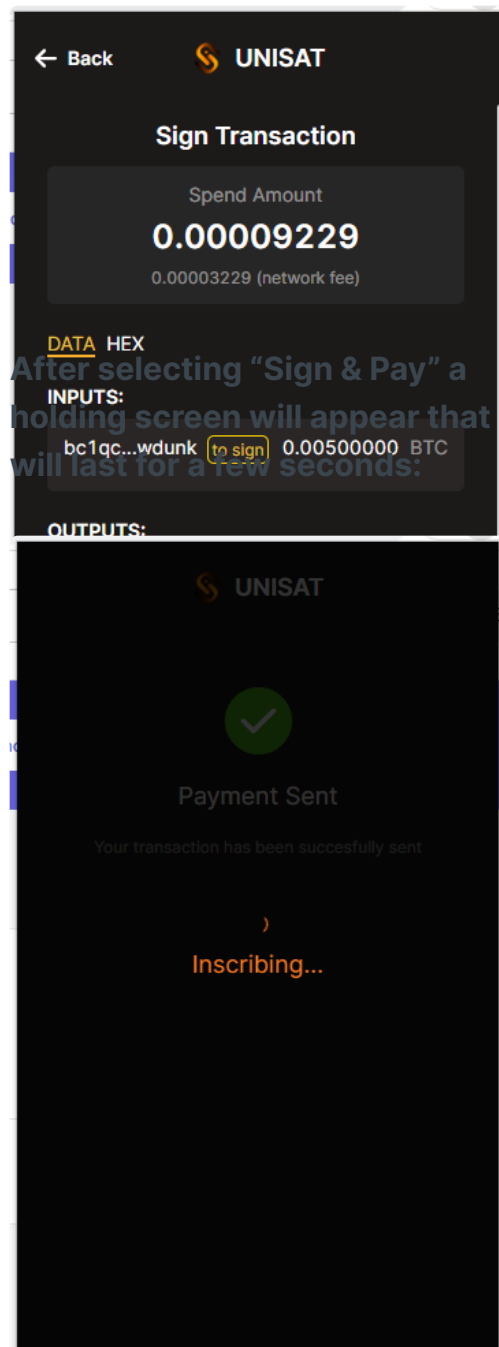 ← Back UNISAT
Sign Transaction
Spend Amount
0.00009229
0.00003229 (network fee)
DATA HEX
After selecting “Sign & Pay” a
INPUTS:
holding screen will appear that
bc1qc...wdunk to sign 0.00500000 BTC
will last for a few seconds:
OUTPUTS:
UNISAT
Payment Sent
Your transaction has been succesfully sent
Inscribing...